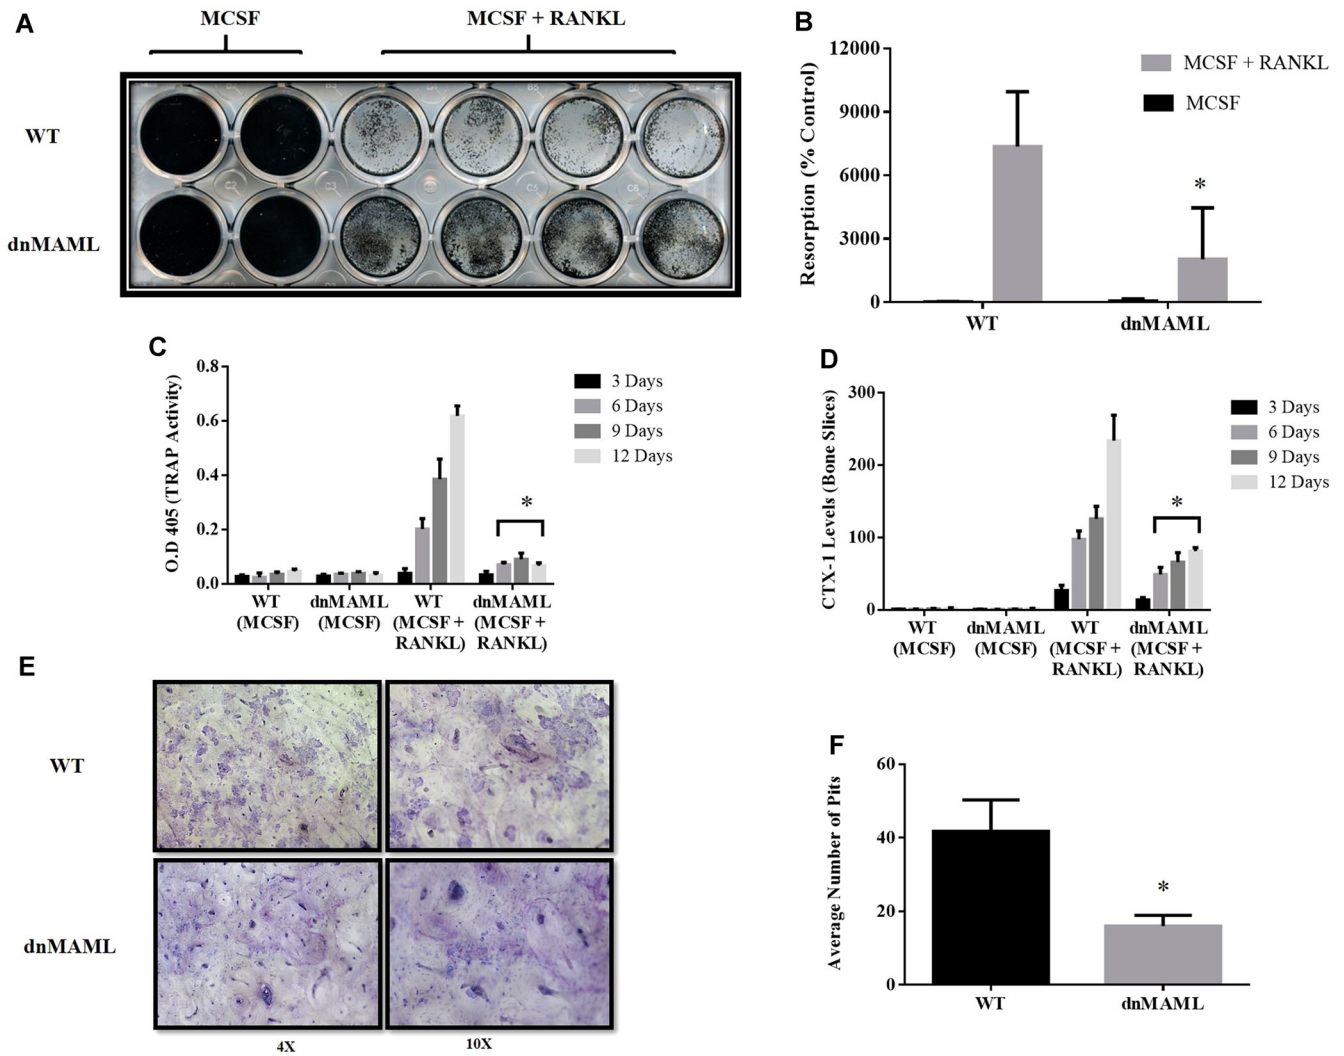 A
MCSF
MCSF + RANKL
WT
dnMAML
C2
C3
C5
C6
B
12000
9000
6000
3000
0
Resorption (% Control)
MCSF + RANKL
MCSF
*
WT
dnMAML
C
0.8
0.6
0.4
0.2
0.0
O.D 405 (TRAP Activity)
3 Days
6 Days
9 Days
12 Days
*
WT
(MCSF)
dnMAML
(MCSF)
WT
(MCSF +
RANKL)
dnMAML
(MCSF +
RANKL)
D
300
200
100
0
CTX-1 Levels (Bone Slices)
3 Days
6 Days
9 Days
12 Days
*
WT
(MCSF)
dnMAML
(MCSF)
WT
(MCSF +
RANKL)
dnMAML
(MCSF +
RANKL)
E
WT
dnMAML
4X
10X
F
60
40
20
0
Average Number of Pits
*
WT
dnMAML